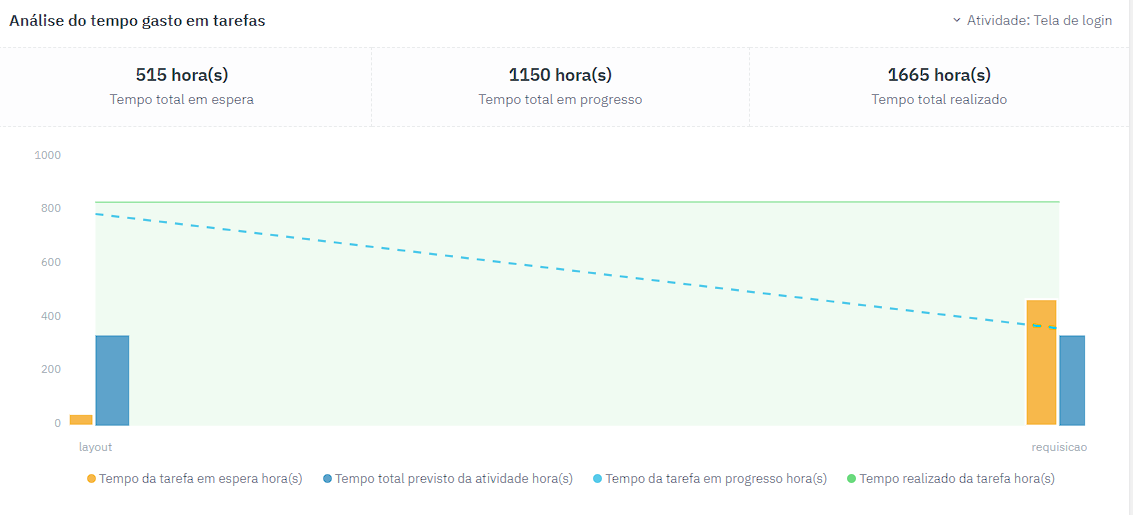 Análise do tempo gasto em tarefas
Atividade: Tela de login
515 hora(s)
Tempo total em espera
1150 hora(s)
Tempo total em progresso
1665 hora(s)
Tempo total realizado
1000
800
600
400
200
0
layout
requisicao
Tempo da tarefa em espera hora(s)
Tempo total previsto da atividade hora(s)
Tempo da tarefa em progresso hora(s)
Tempo realizado da tarefa hora(s)